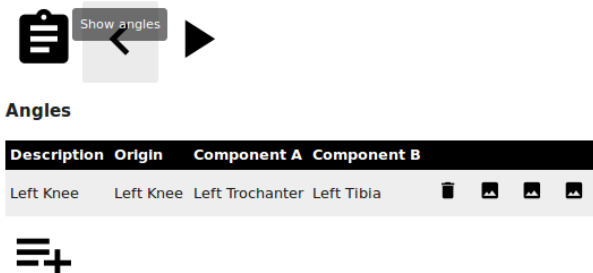 Show angles
Angles
Description Origin Component A Component B
Left Knee Left Knee Left Trochanter Left Tibia